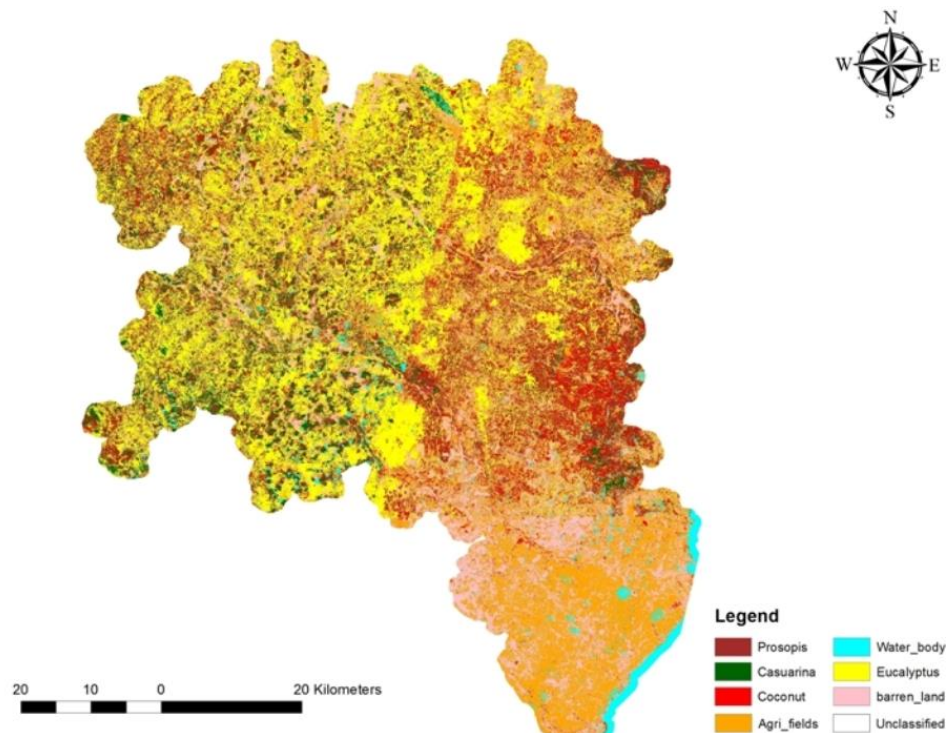 N
W E
S
Legend
Prosopis Water_body
Casuarina Eucalyptus
Coconut barren_land
Agri_fields Unclassified
20 10 0 20 Kilometers